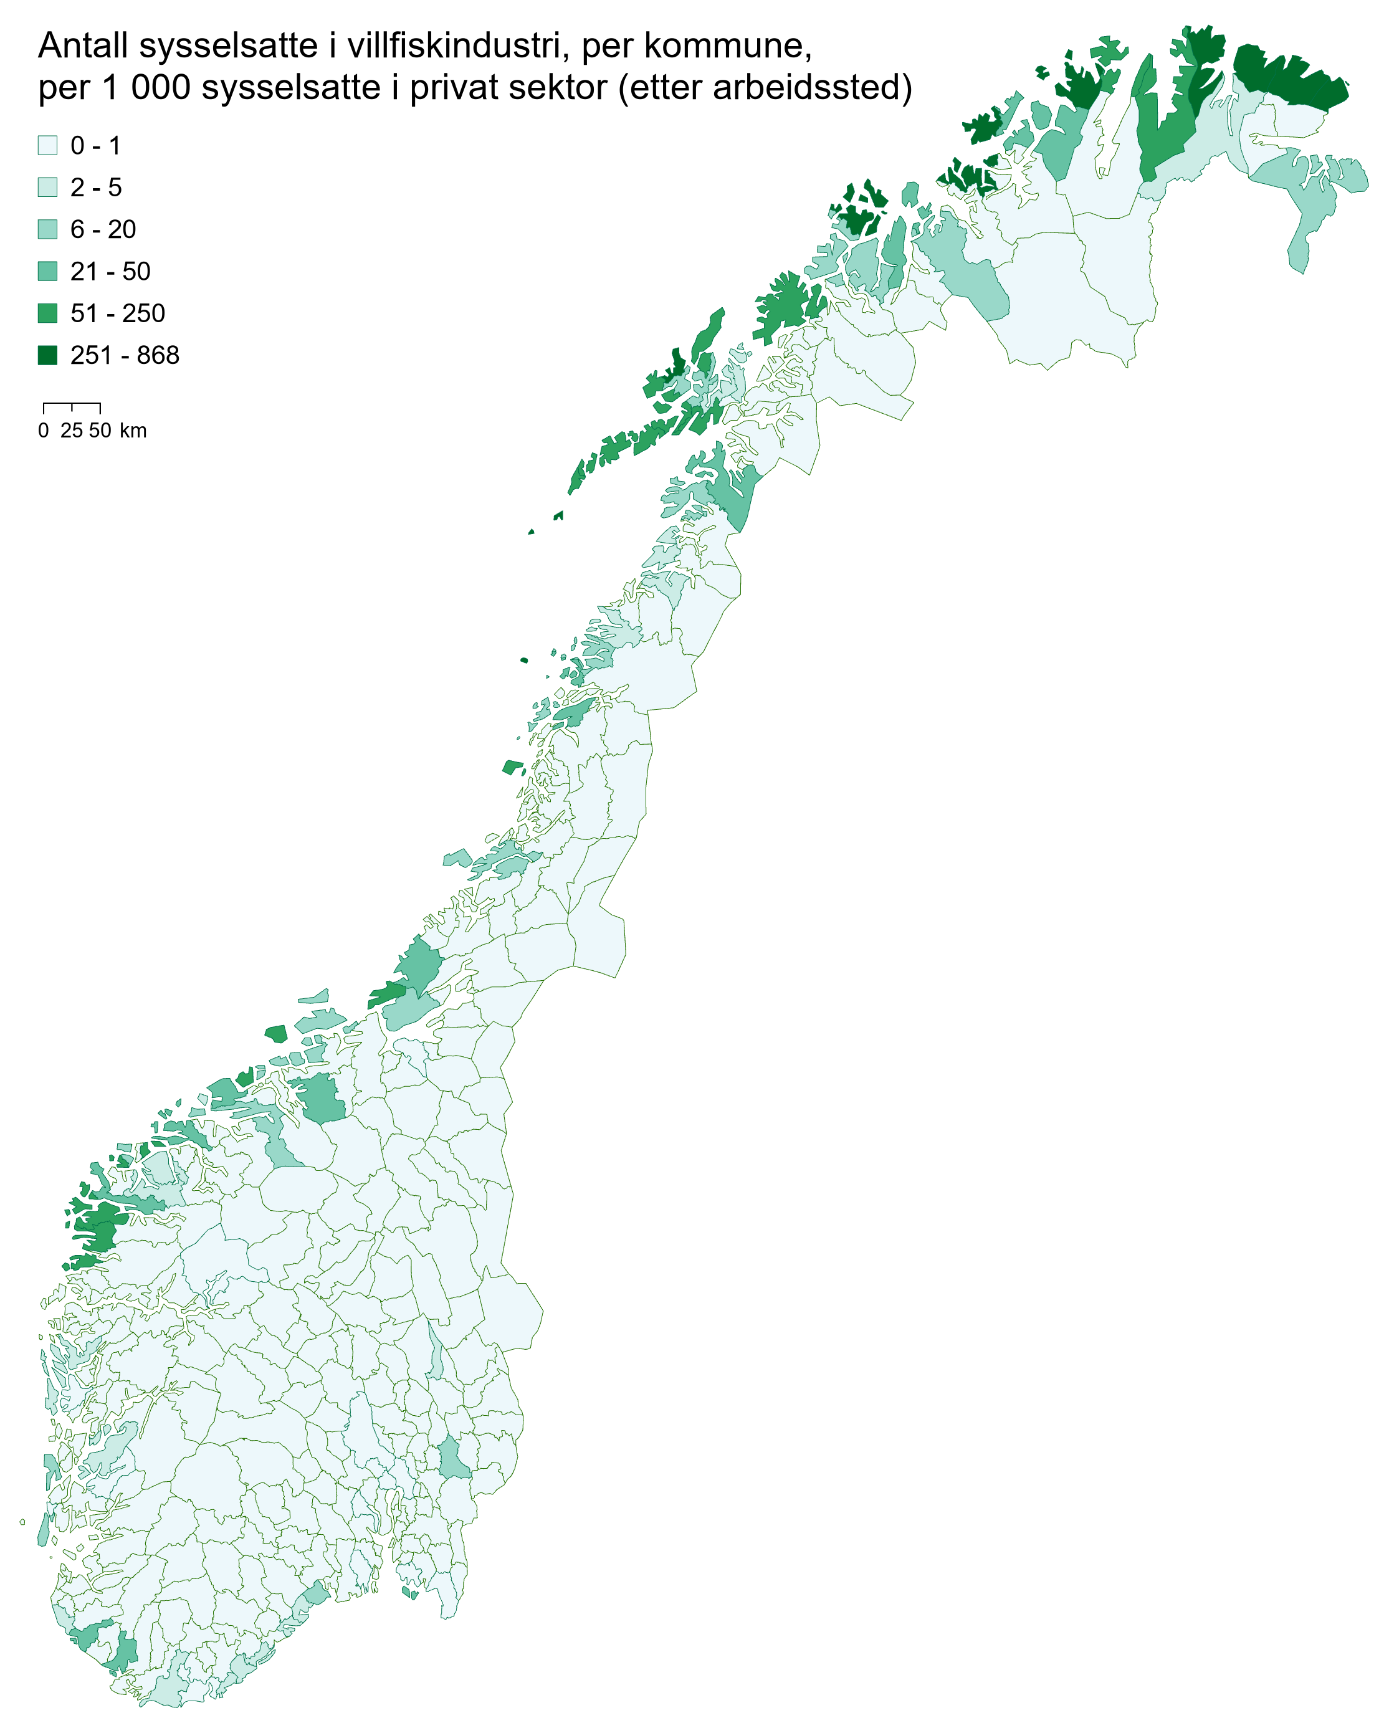 Antall sysselsatte i villfiskindustri, per kommune,
per 1 000 sysselsatte i privat sektor (etter arbeidssted)
0 - 1
2 - 5
6 - 20
21 - 50
51 - 250
251 - 868
0 25 50 km